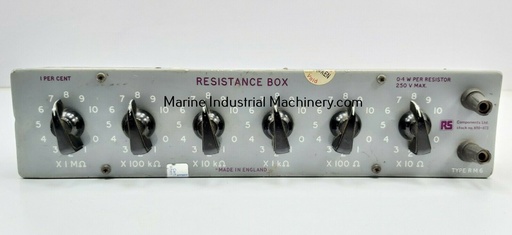 1 PER CENT
RESISTANCE BOX
0·4 W PER RESISTOR
250 V MAX.
Marine Industrial Machinery.com
X 1 MΩ
X 100 kΩ
X 10 kΩ
X 1 kΩ
X 100 Ω
X 10 Ω
RS
MADE IN ENGLAND
TYPE R M 6